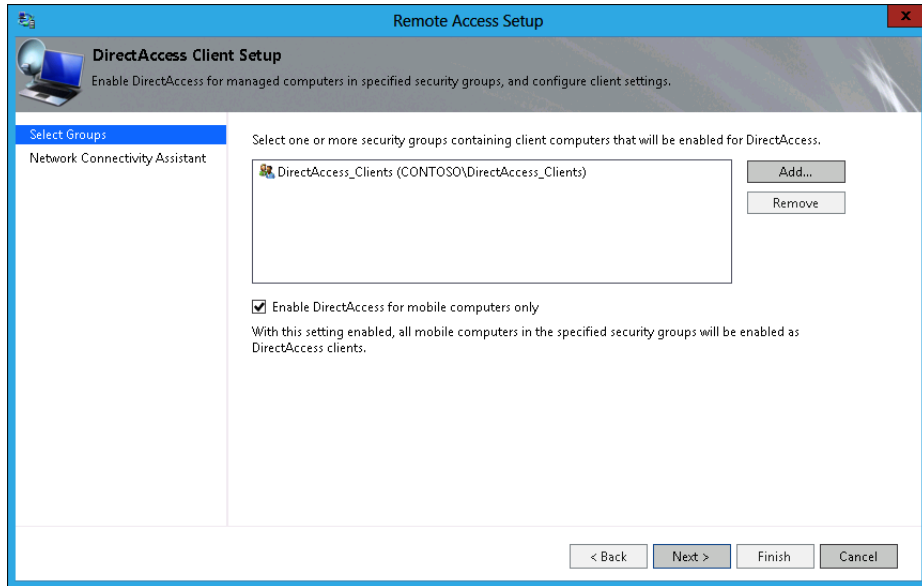 Remote Access Setup
x
DirectAccess Client Setup
Enable DirectAccess for managed computers in specified security groups, and configure client settings.
Select Groups
Network Connectivity Assistant
Select one or more security groups containing client computers that will be enabled for DirectAccess.
DirectAccess_Clients (CONTOSO\DirectAccess_Clients)
Add...
Remove
Enable DirectAccess for mobile computers only
With this setting enabled, all mobile computers in the specified security groups will be enabled as
DirectAccess clients.
< Back
Next >
Finish
Cancel